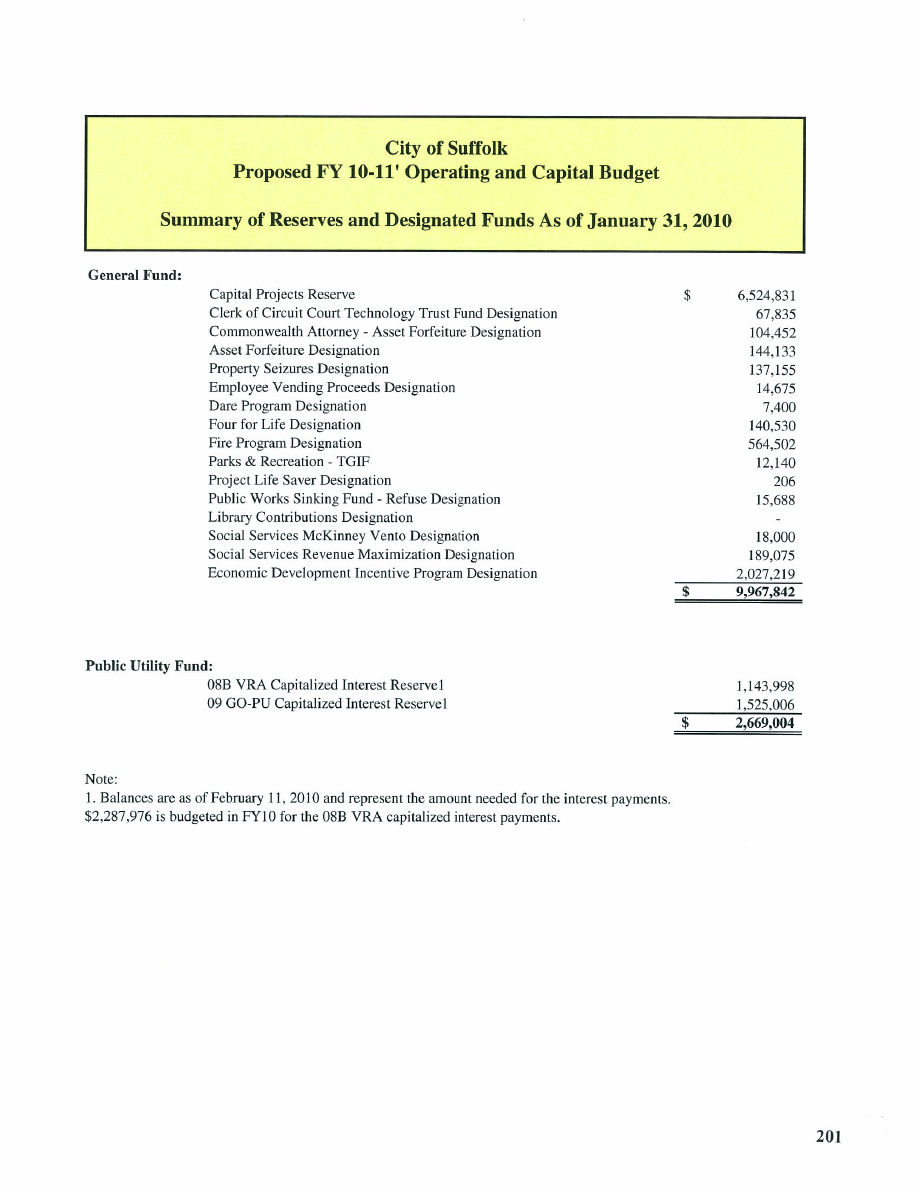 City of Suffolk
Proposed FY 10-11' Operating and Capital Budget
Summary of Reserves and Designated Funds As of January 31, 2010
General Fund:
Capital Projects Reserve $ 6,524,831
Clerk of Circuit Court Technology Trust Fund Designation 67,835
Commonwealth Attorney - Asset Forfeiture Designation 104,452
Asset Forfeiture Designation 144,133
Property Seizures Designation 137,155
Employee Vending Proceeds Designation 14,675
Dare Program Designation 7,400
Four for Life Designation 140,530
Fire Program Designation 564,502
Parks & Recreation - TGIF 12,140
Project Life Saver Designation 206
Public Works Sinking Fund - Refuse Designation 15,688
Library Contributions Designation -
Social Services McKinney Vento Designation 18,000
Social Services Revenue Maximization Designation 189,075
Economic Development Incentive Program Designation 2,027,219
$ 9,967,842
Public Utility Fund:
08B VRA Capitalized Interest Reserve1 1,143,998
09 GO-PU Capitalized Interest Reserve1 1,525,006
$ 2,669,004
Note:
1. Balances are as of February 11, 2010 and represent the amount needed for the interest payments.
$2,287,976 is budgeted in FY10 for the 08B VRA capitalized interest payments.
201